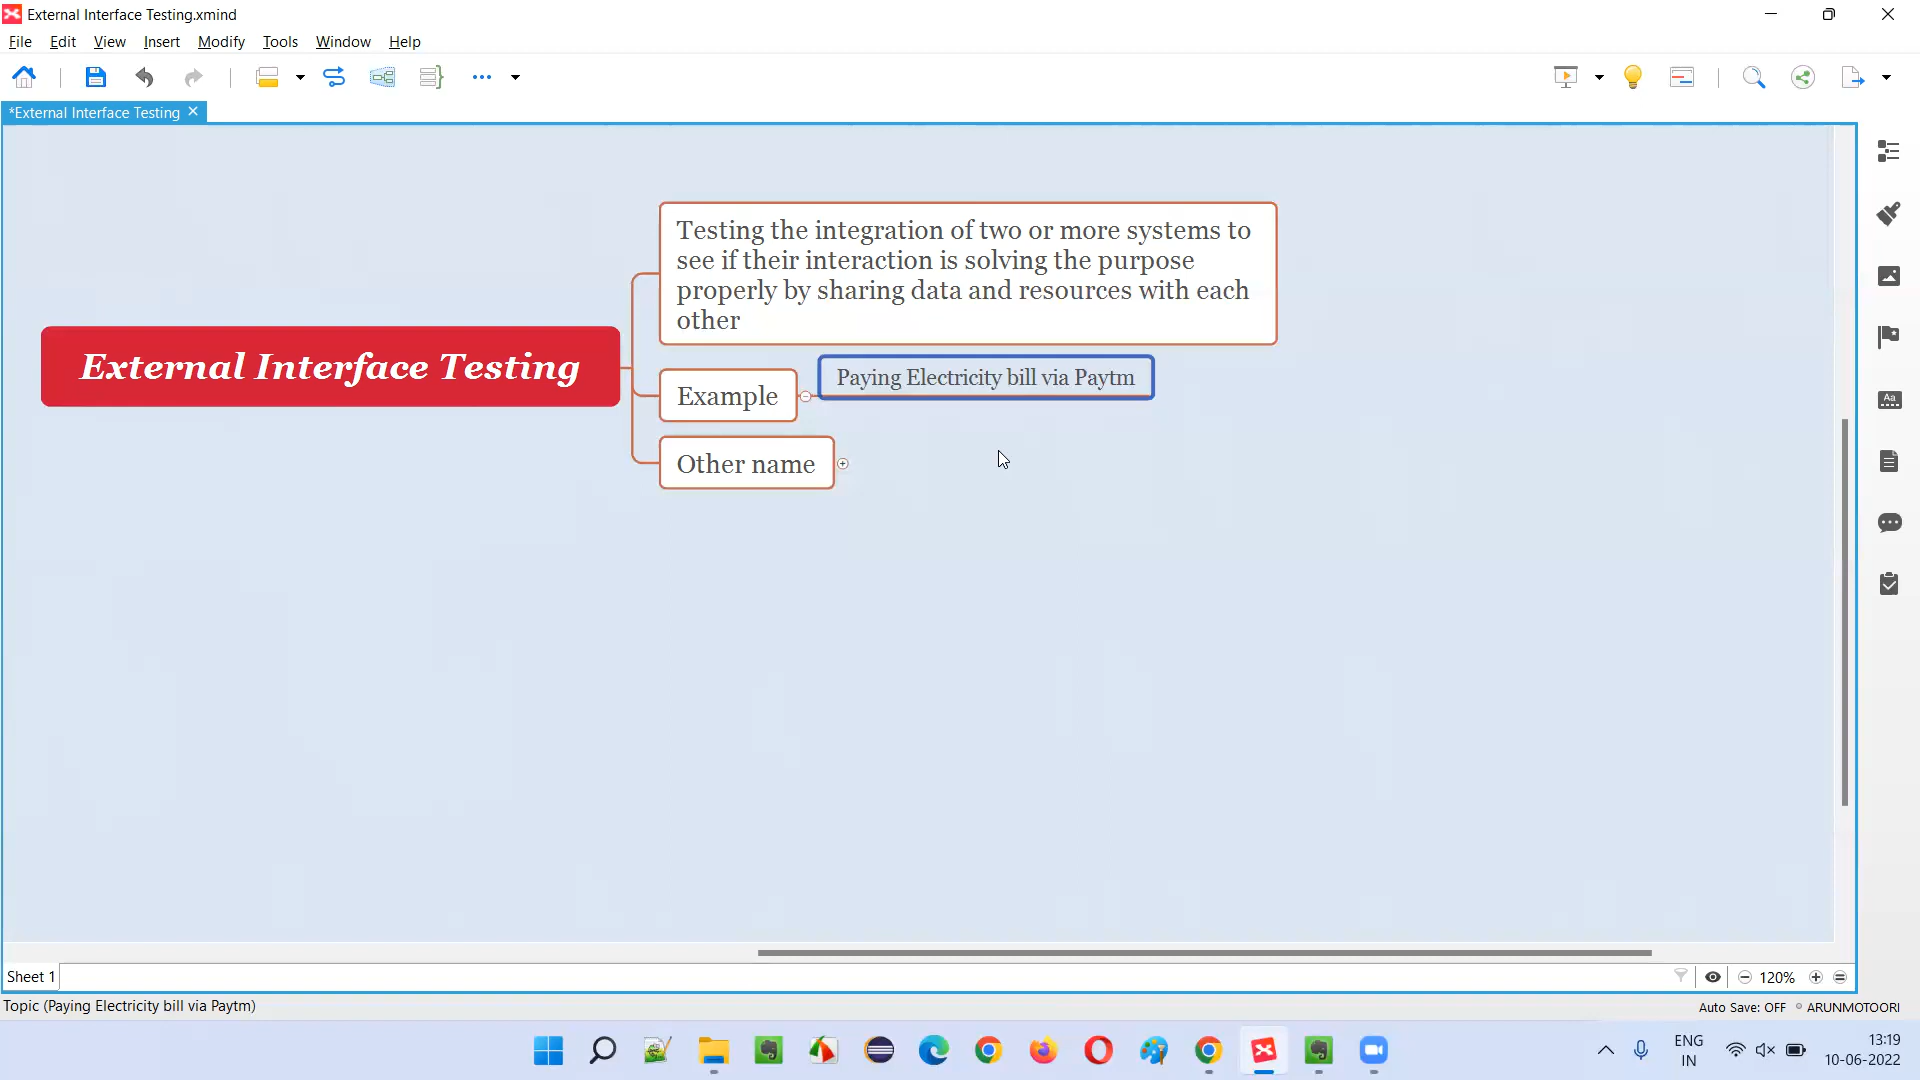 External Interface Testing.xmind
File Edit View Insert Modify Tools Window Help
*External Interface Testing
Testing the integration of two or more systems to
see if their interaction is solving the purpose
properly by sharing data and resources with each
other
External Interface Testing
Paying Electricity bill via Paytm
Example
Other name
Aa
Sheet 1
120%
Topic (Paying Electricity bill via Paytm)
Auto Save: OFF
ARUNMOTOORI
ENG
IN
13:19
10-06-2022